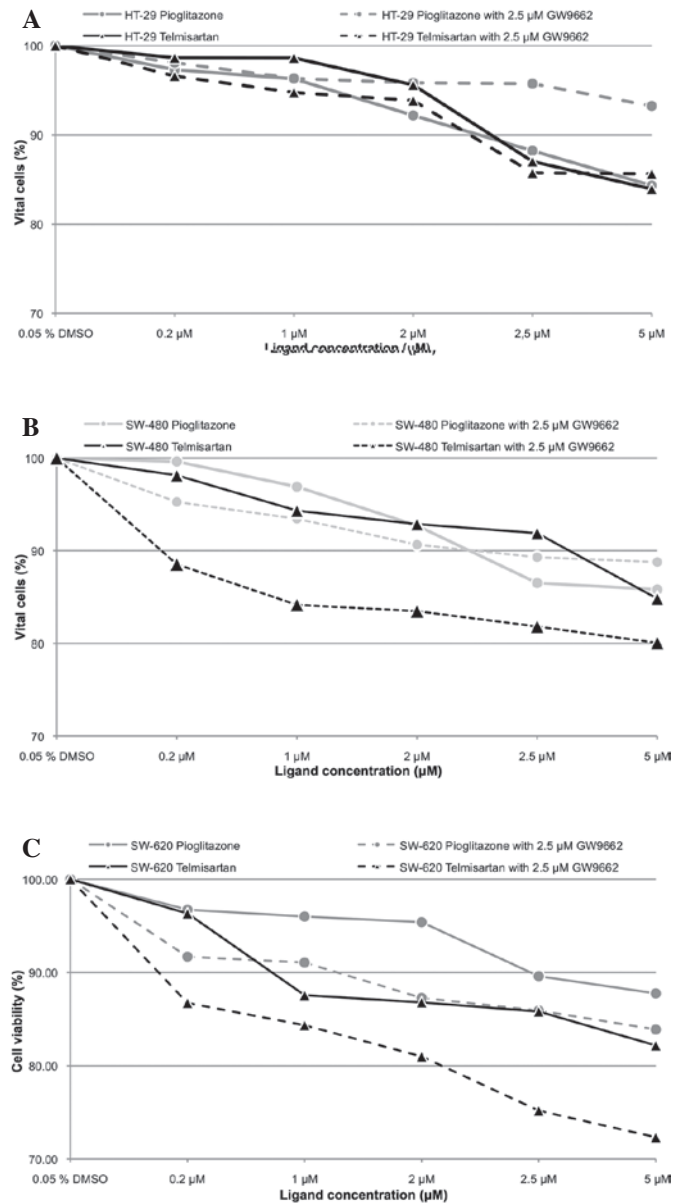 A
HT-29 Pioglitazone
HT-29 Pioglitazone with 2.5 µM GW9662
HT-29 Telmisartan
HT-29 Telmisartan with 2.5 µM GW9662
100
90
80
70
Vital cells (%)
0.05 % DMSO 0.2 µM 1 µM 2 µM 2,5 µM 5 µM
Ligand concentration (µM)
B
SW-480 Pioglitazone
SW-480 Pioglitazone with 2.5 µM GW9662
SW-480 Telmisartan
SW-480 Telmisartan with 2.5 µM GW9662
100
90
80
70
Vital cells (%)
0.05 % DMSO 0.2 µM 1 µM 2 µM 2.5 µM 5 µM
Ligand concentration (µM)
C
SW-620 Pioglitazone
SW-620 Pioglitazone with 2.5 µM GW9662
SW-620 Telmisartan
SW-620 Telmisartan with 2.5 µM GW9662
100.00
90.00
80.00
70.00
Cell viability (%)
0.05 % DMSO 0.2 µM 1 µM 2 µM 2.5 µM 5 µM
Ligand concentration (µM)